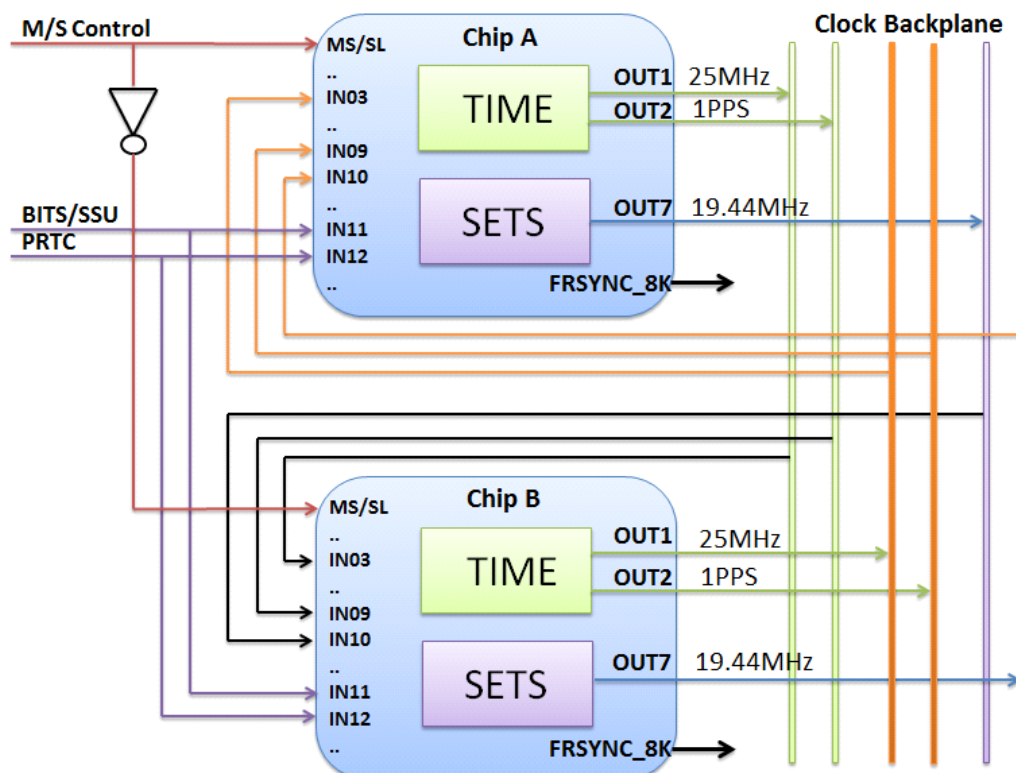 M/S Control
Clock Backplane
Chip A
MS/SL
..
IN03
..
IN09
IN10
..
IN11
IN12
..
TIME
SETS
OUT1 25MHz
OUT2 1PPS
OUT7 19.44MHz
FRSYNC_8K
BITS/SSU
PRTC
Chip B
MS/SL
..
IN03
..
IN09
IN10
..
IN11
IN12
..
TIME
SETS
OUT1 25MHz
OUT2 1PPS
OUT7 19.44MHz
FRSYNC_8K